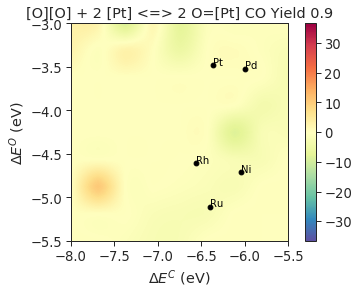 [O][O] + 2 [Pt] <=> 2 O=[Pt] CO Yield 0.9
−3.0
−3.5
−4.0
−4.5
−5.0
−5.5
ΔE^O (eV)
Pt
Pd
Rh
Ni
Ru
−8.0 −7.5 −7.0 −6.5 −6.0 −5.5
ΔE^C (eV)
30
20
10
0
−10
−20
−30